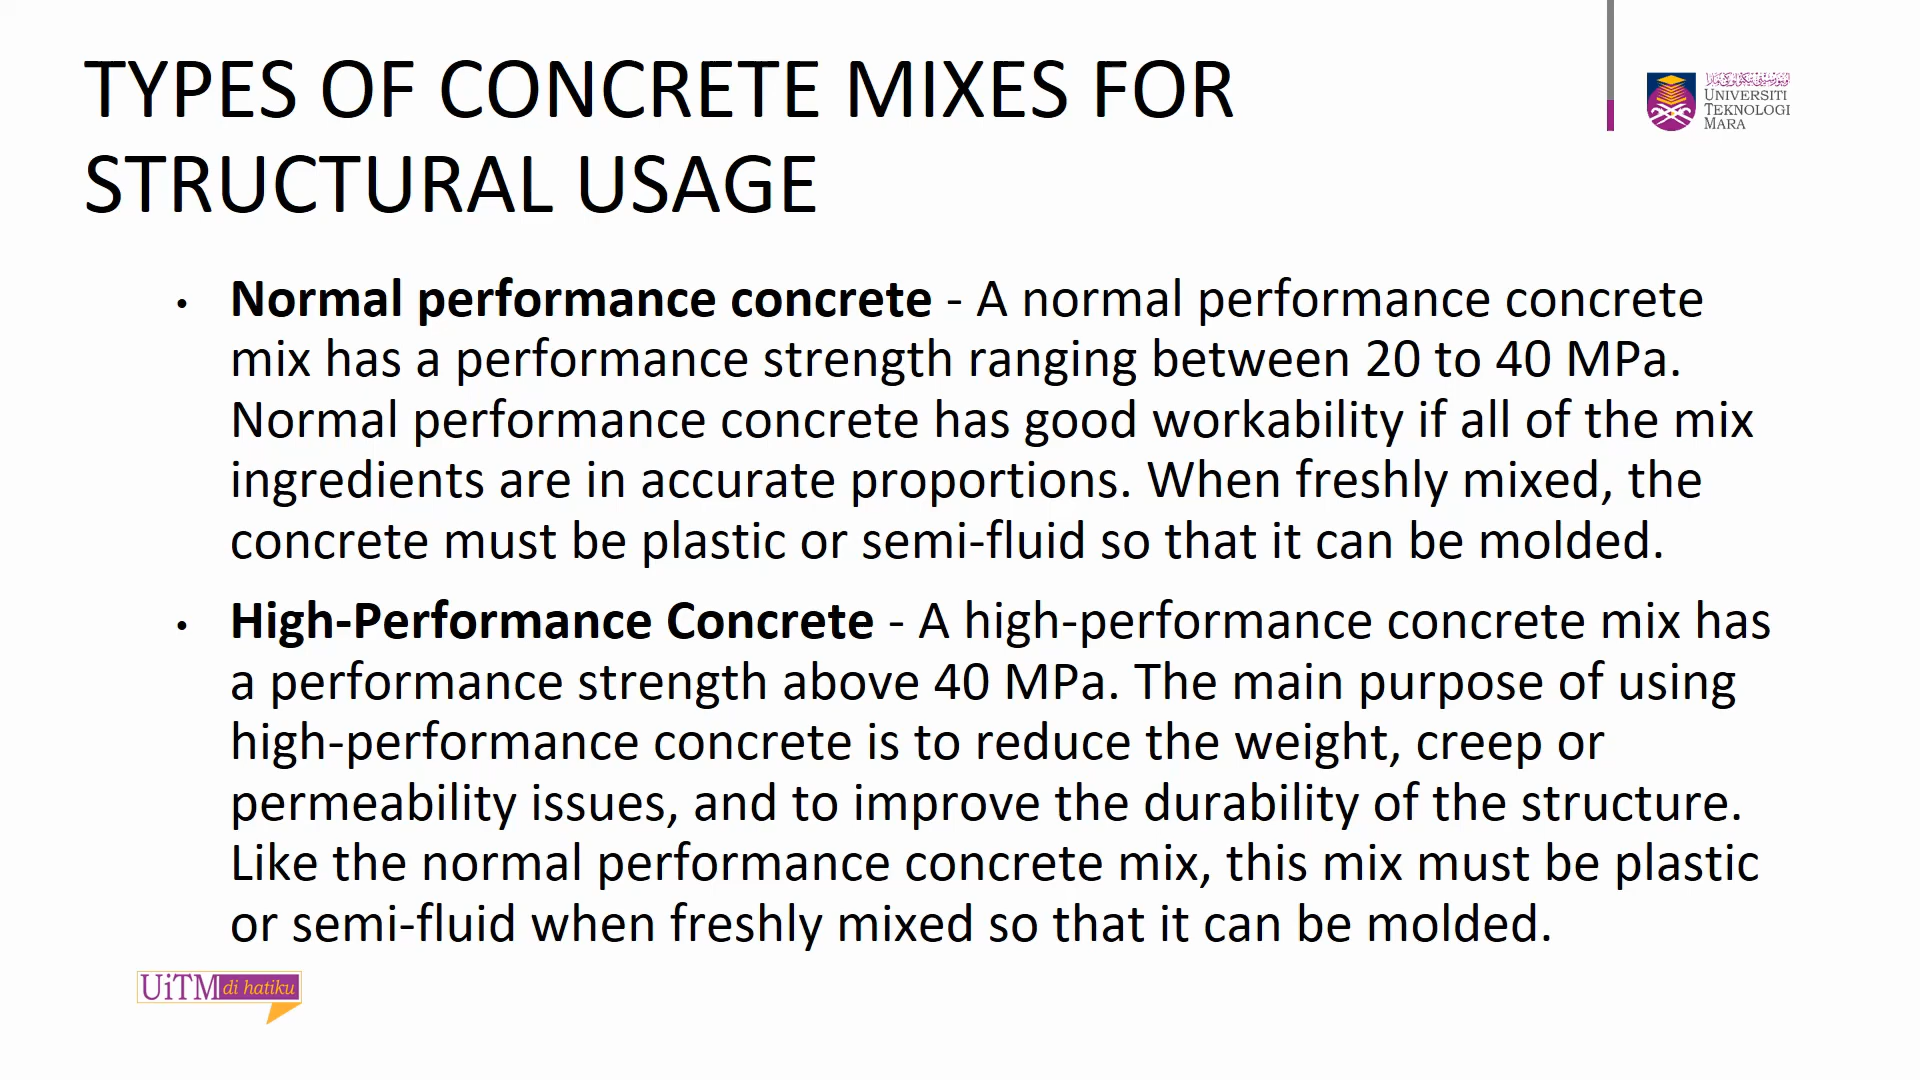 TYPES OF CONCRETE MIXES FOR
STRUCTURAL USAGE
UNIVERSITI
TEKNOLOGI
MARA
• Normal performance concrete - A normal performance concrete
mix has a performance strength ranging between 20 to 40 MPa.
Normal performance concrete has good workability if all of the mix
ingredients are in accurate proportions. When freshly mixed, the
concrete must be plastic or semi-fluid so that it can be molded.
• High-Performance Concrete - A high-performance concrete mix has
a performance strength above 40 MPa. The main purpose of using
high-performance concrete is to reduce the weight, creep or
permeability issues, and to improve the durability of the structure.
Like the normal performance concrete mix, this mix must be plastic
or semi-fluid when freshly mixed so that it can be molded.
UiTM di hatiku